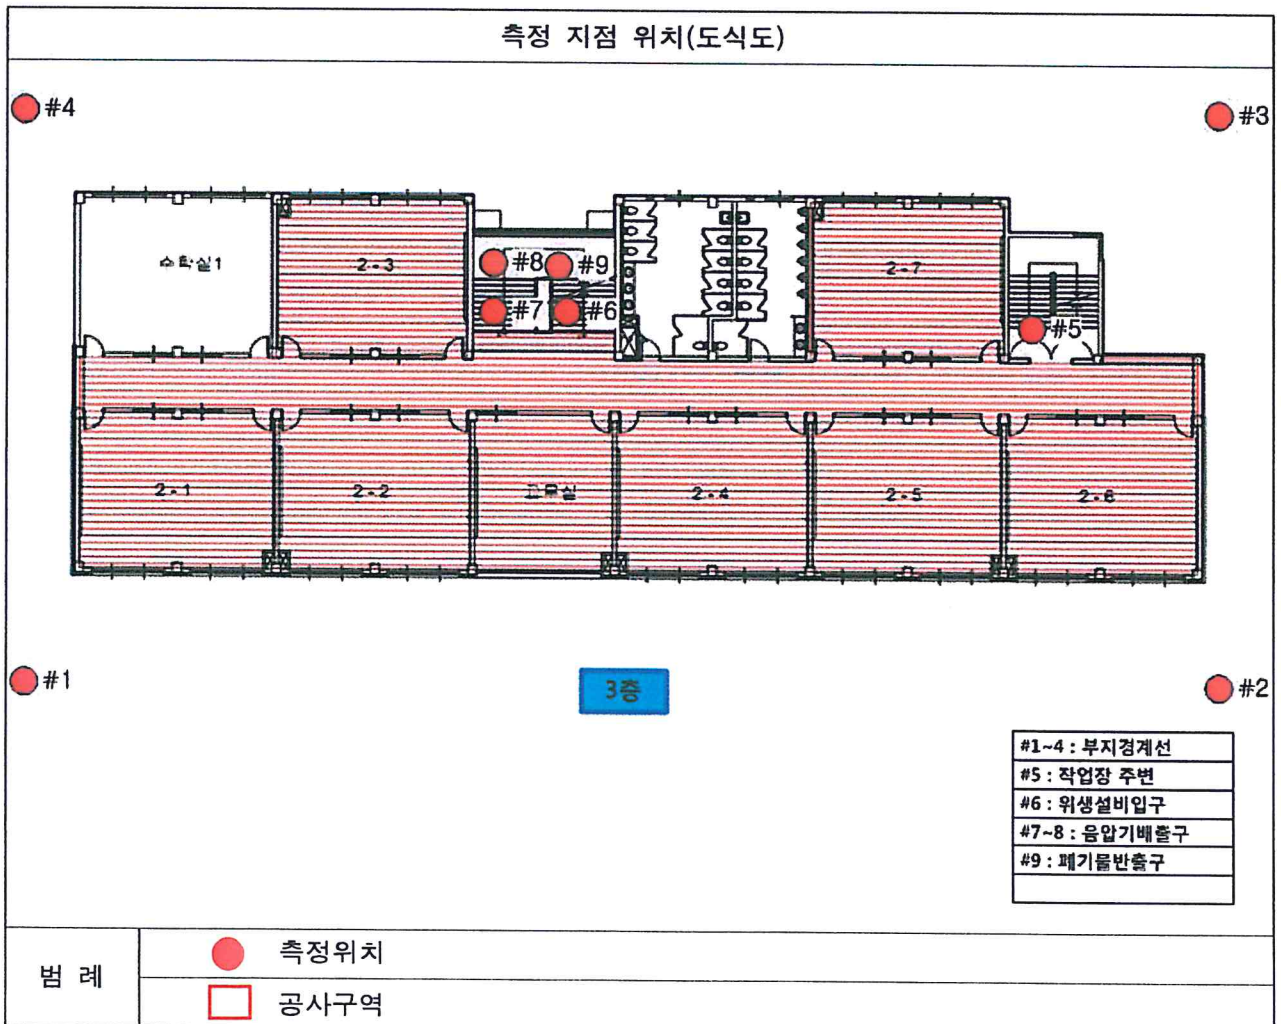 측정 지점 위치(도식도)
#4
#3
수학실1
2-3
#8
#9
2-7
#7
#6
#5
2-1
2-2
교무실
2-4
2-5
2-6
#1
3층
#2
#1~4 : 부지경계선
#5 : 작업장 주변
#6 : 위생설비입구
#7~8 : 음압기배출구
#9 : 폐기물반출구
범 례
측정위치
공사구역